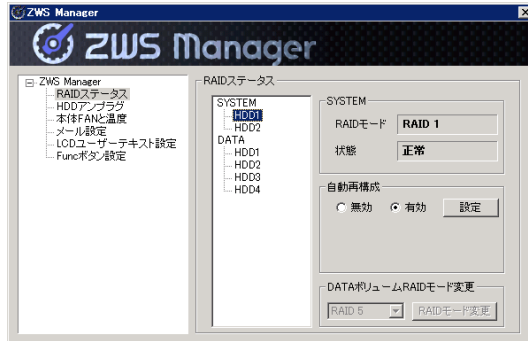 ZWS Manager
ZWS Manager
ZWS Manager
RAIDステータス
HDDアンプラグ
本体FANと温度
メール設定
LCDユーザーテキスト設定
Funcボタン設定
RAIDステータス
SYSTEM
HDD1
HDD2
DATA
HDD1
HDD2
HDD3
HDD4
SYSTEM
RAIDモード RAID 1
状態 正常
自動再構成
無効 有効 設定
DATAボリュームRAIDモード変更
RAID 5 RAIDモード変更